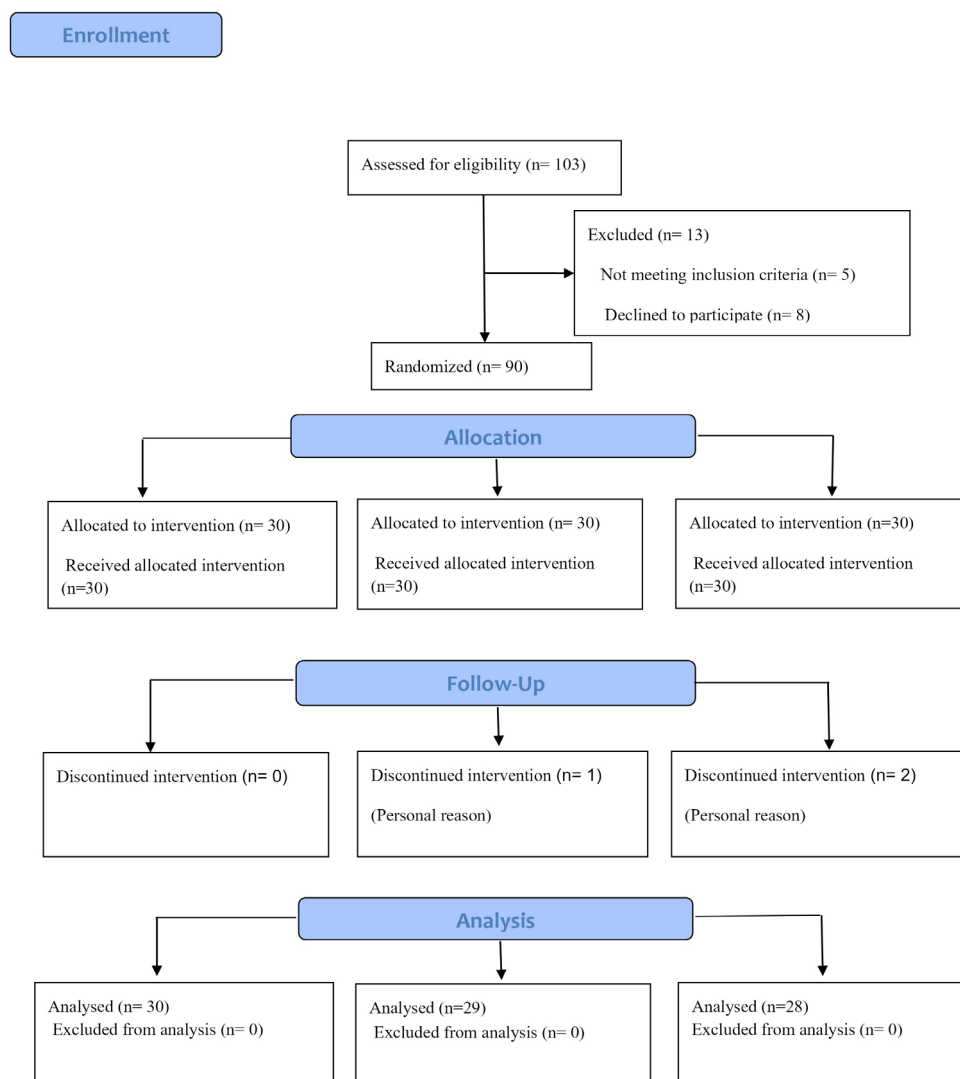 Enrollment
Assessed for eligibility (n= 103)
Excluded (n= 13)
Not meeting inclusion criteria (n= 5)
Declined to participate (n= 8)
Randomized (n= 90)
Allocation
Allocated to intervention (n= 30)
Received allocated intervention
(n=30)
Allocated to intervention (n= 30)
Received allocated intervention
(n=30)
Allocated to intervention (n=30)
Received allocated intervention
(n=30)
Follow-Up
Discontinued intervention (n= 0)
Discontinued intervention (n= 1)
(Personal reason)
Discontinued intervention (n= 2)
(Personal reason)
Analysis
Analysed (n= 30)
Excluded from analysis (n= 0)
Analysed (n=29)
Excluded from analysis (n= 0)
Analysed (n=28)
Excluded from analysis (n= 0)